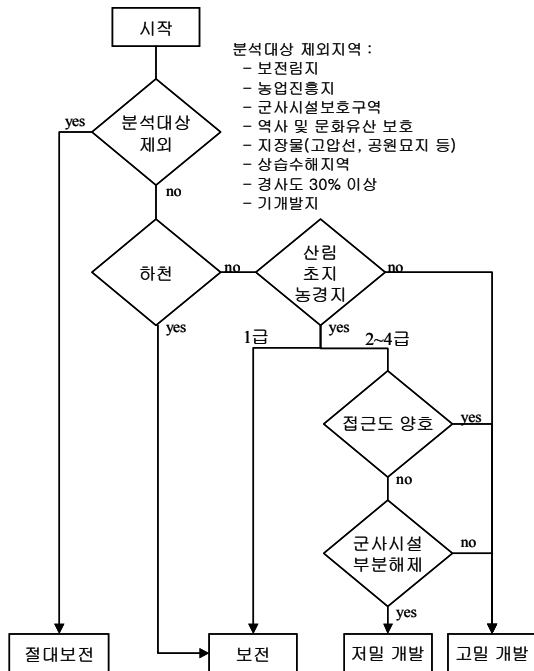 시작
분석대상 제외지역 :
– 보전림지
– 농업진흥지
– 군사시설보호구역
– 역사 및 문화유산 보호
– 지장물(고압선, 공원묘지 등)
– 상습수해지역
– 경사도 30% 이상
– 기개발지
yes
분석대상
제외
no
하천
no
산림
초지
농경지
no
yes
yes
1급
2~4급
접근도 양호
yes
no
군사시설
부분해제
no
yes
절대보전
보전
저밀 개발
고밀 개발